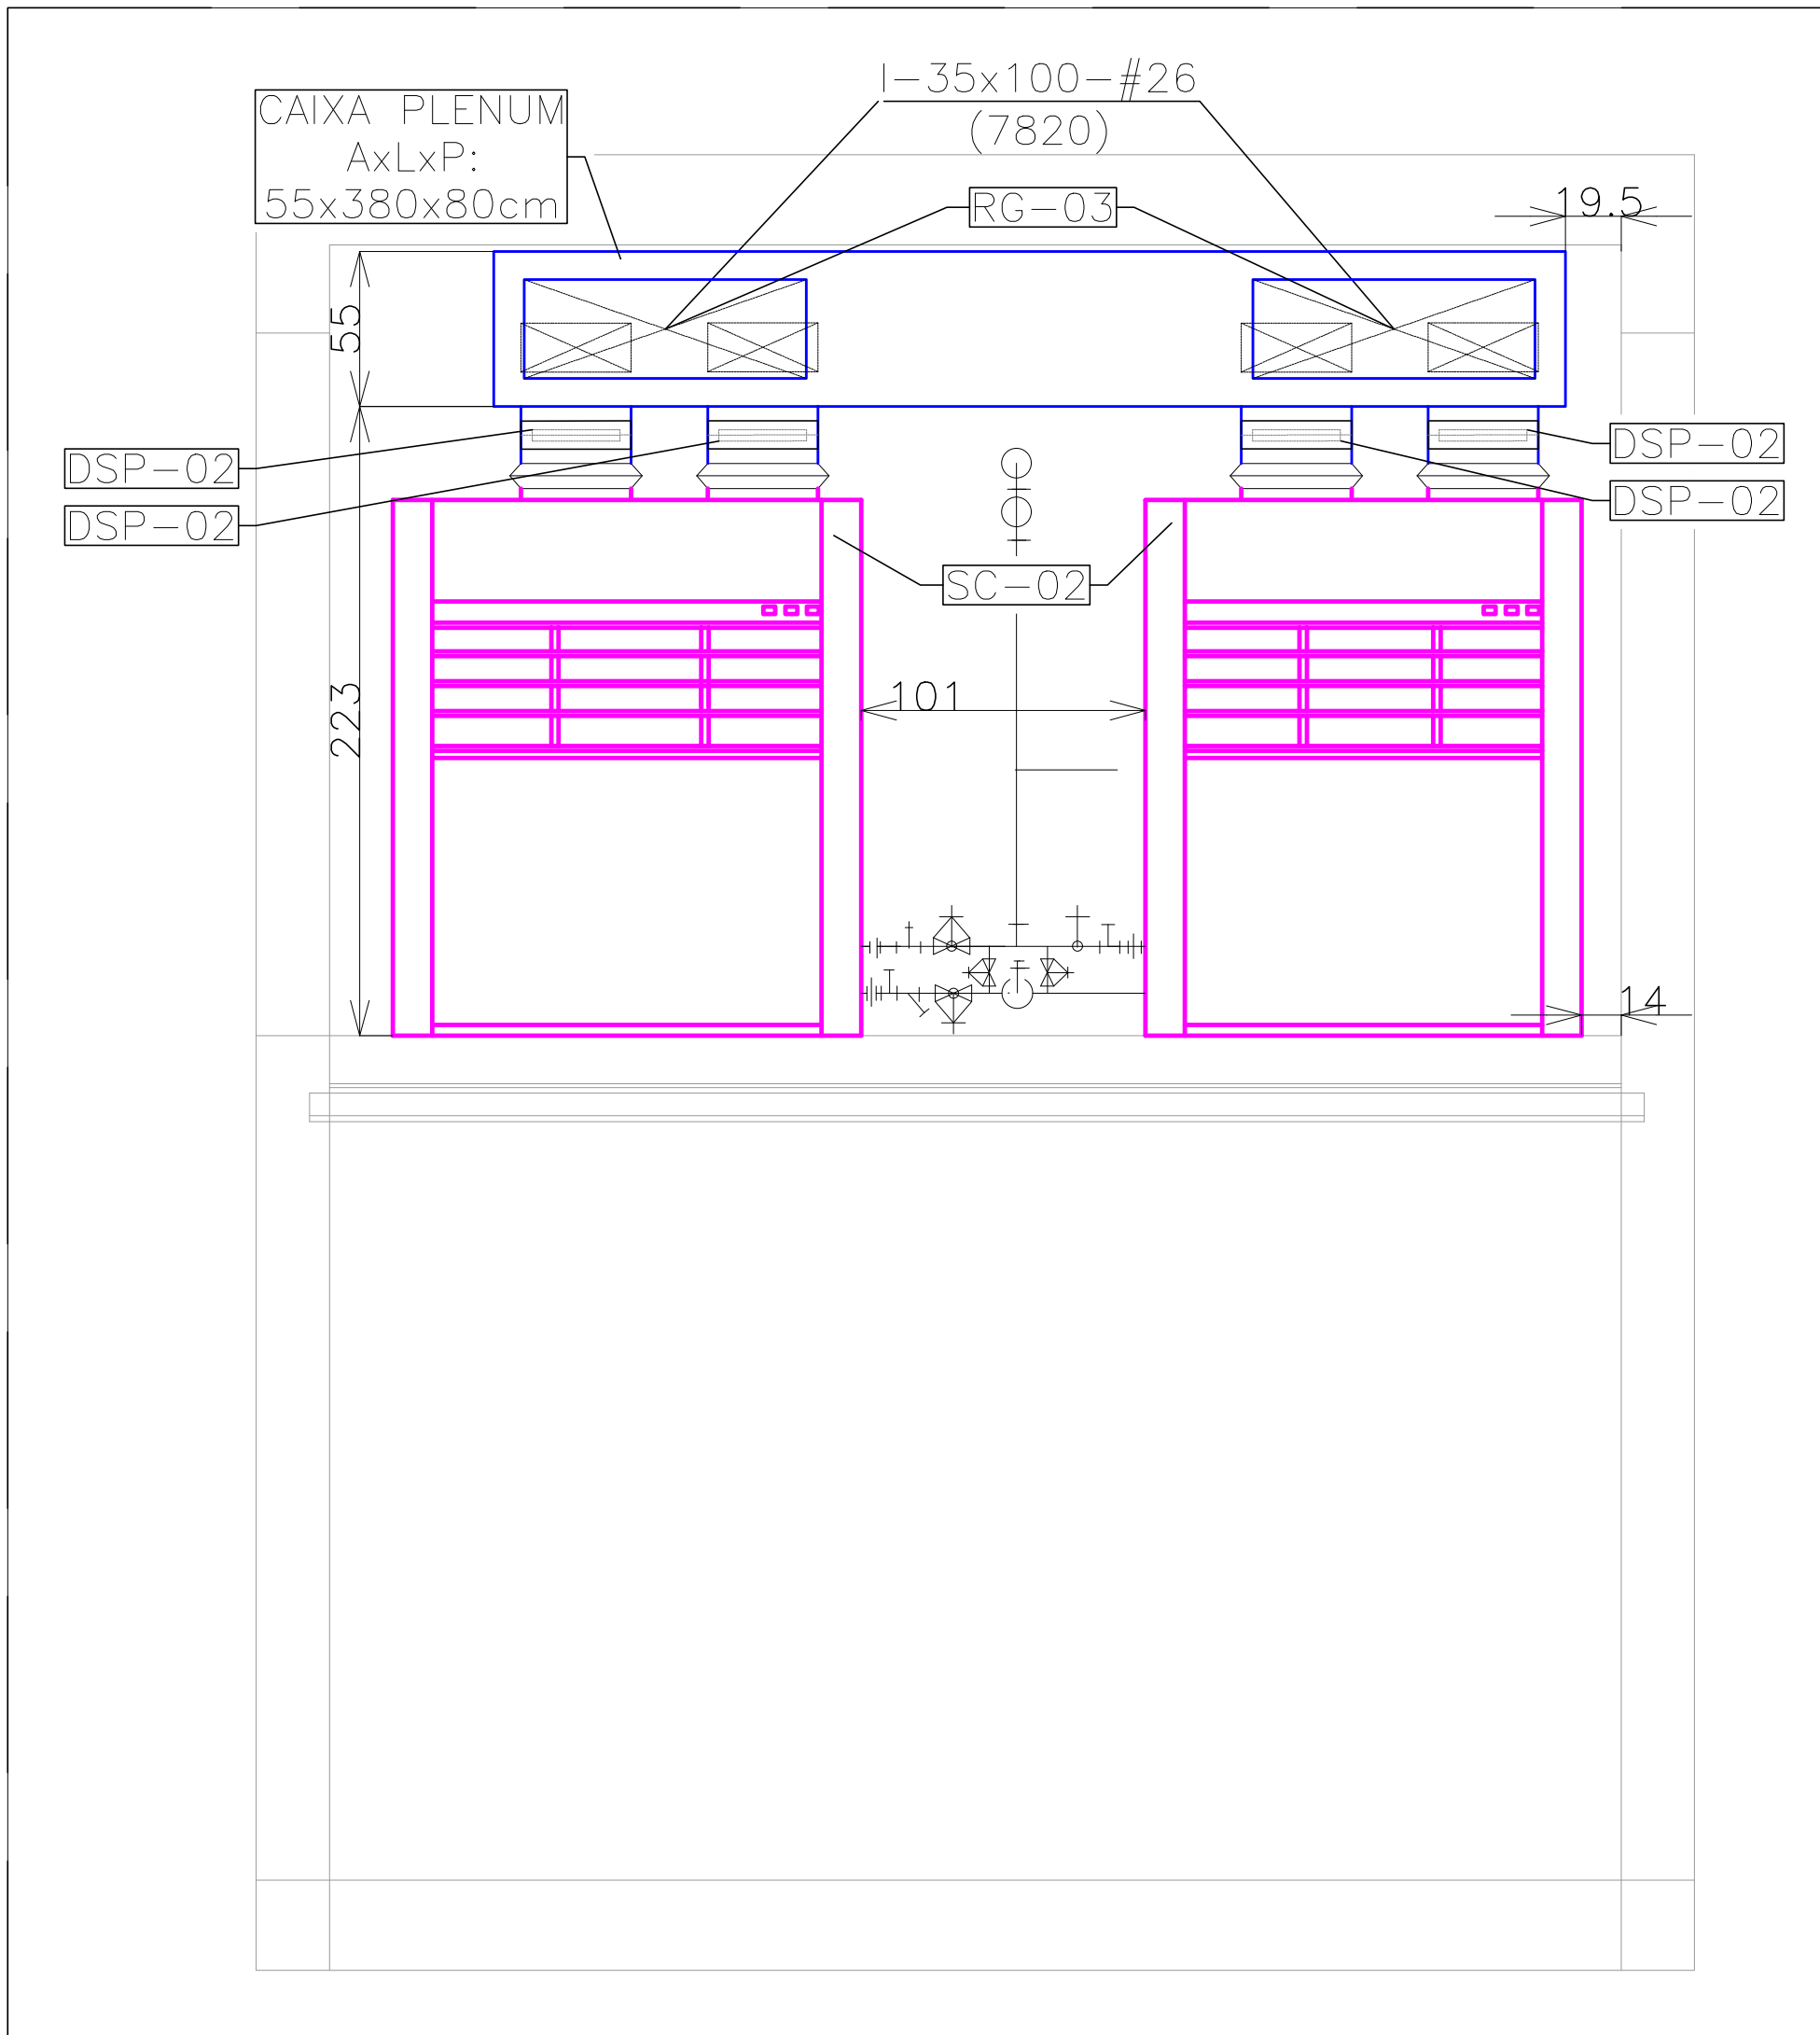 I-35x100-#26
(7820)
CAIXA PLENUM
AxLxP:
55x380x80cm
RG-03
19.5
55
DSP-02
DSP-02
DSP-02
DSP-02
SC-02
223
101
14